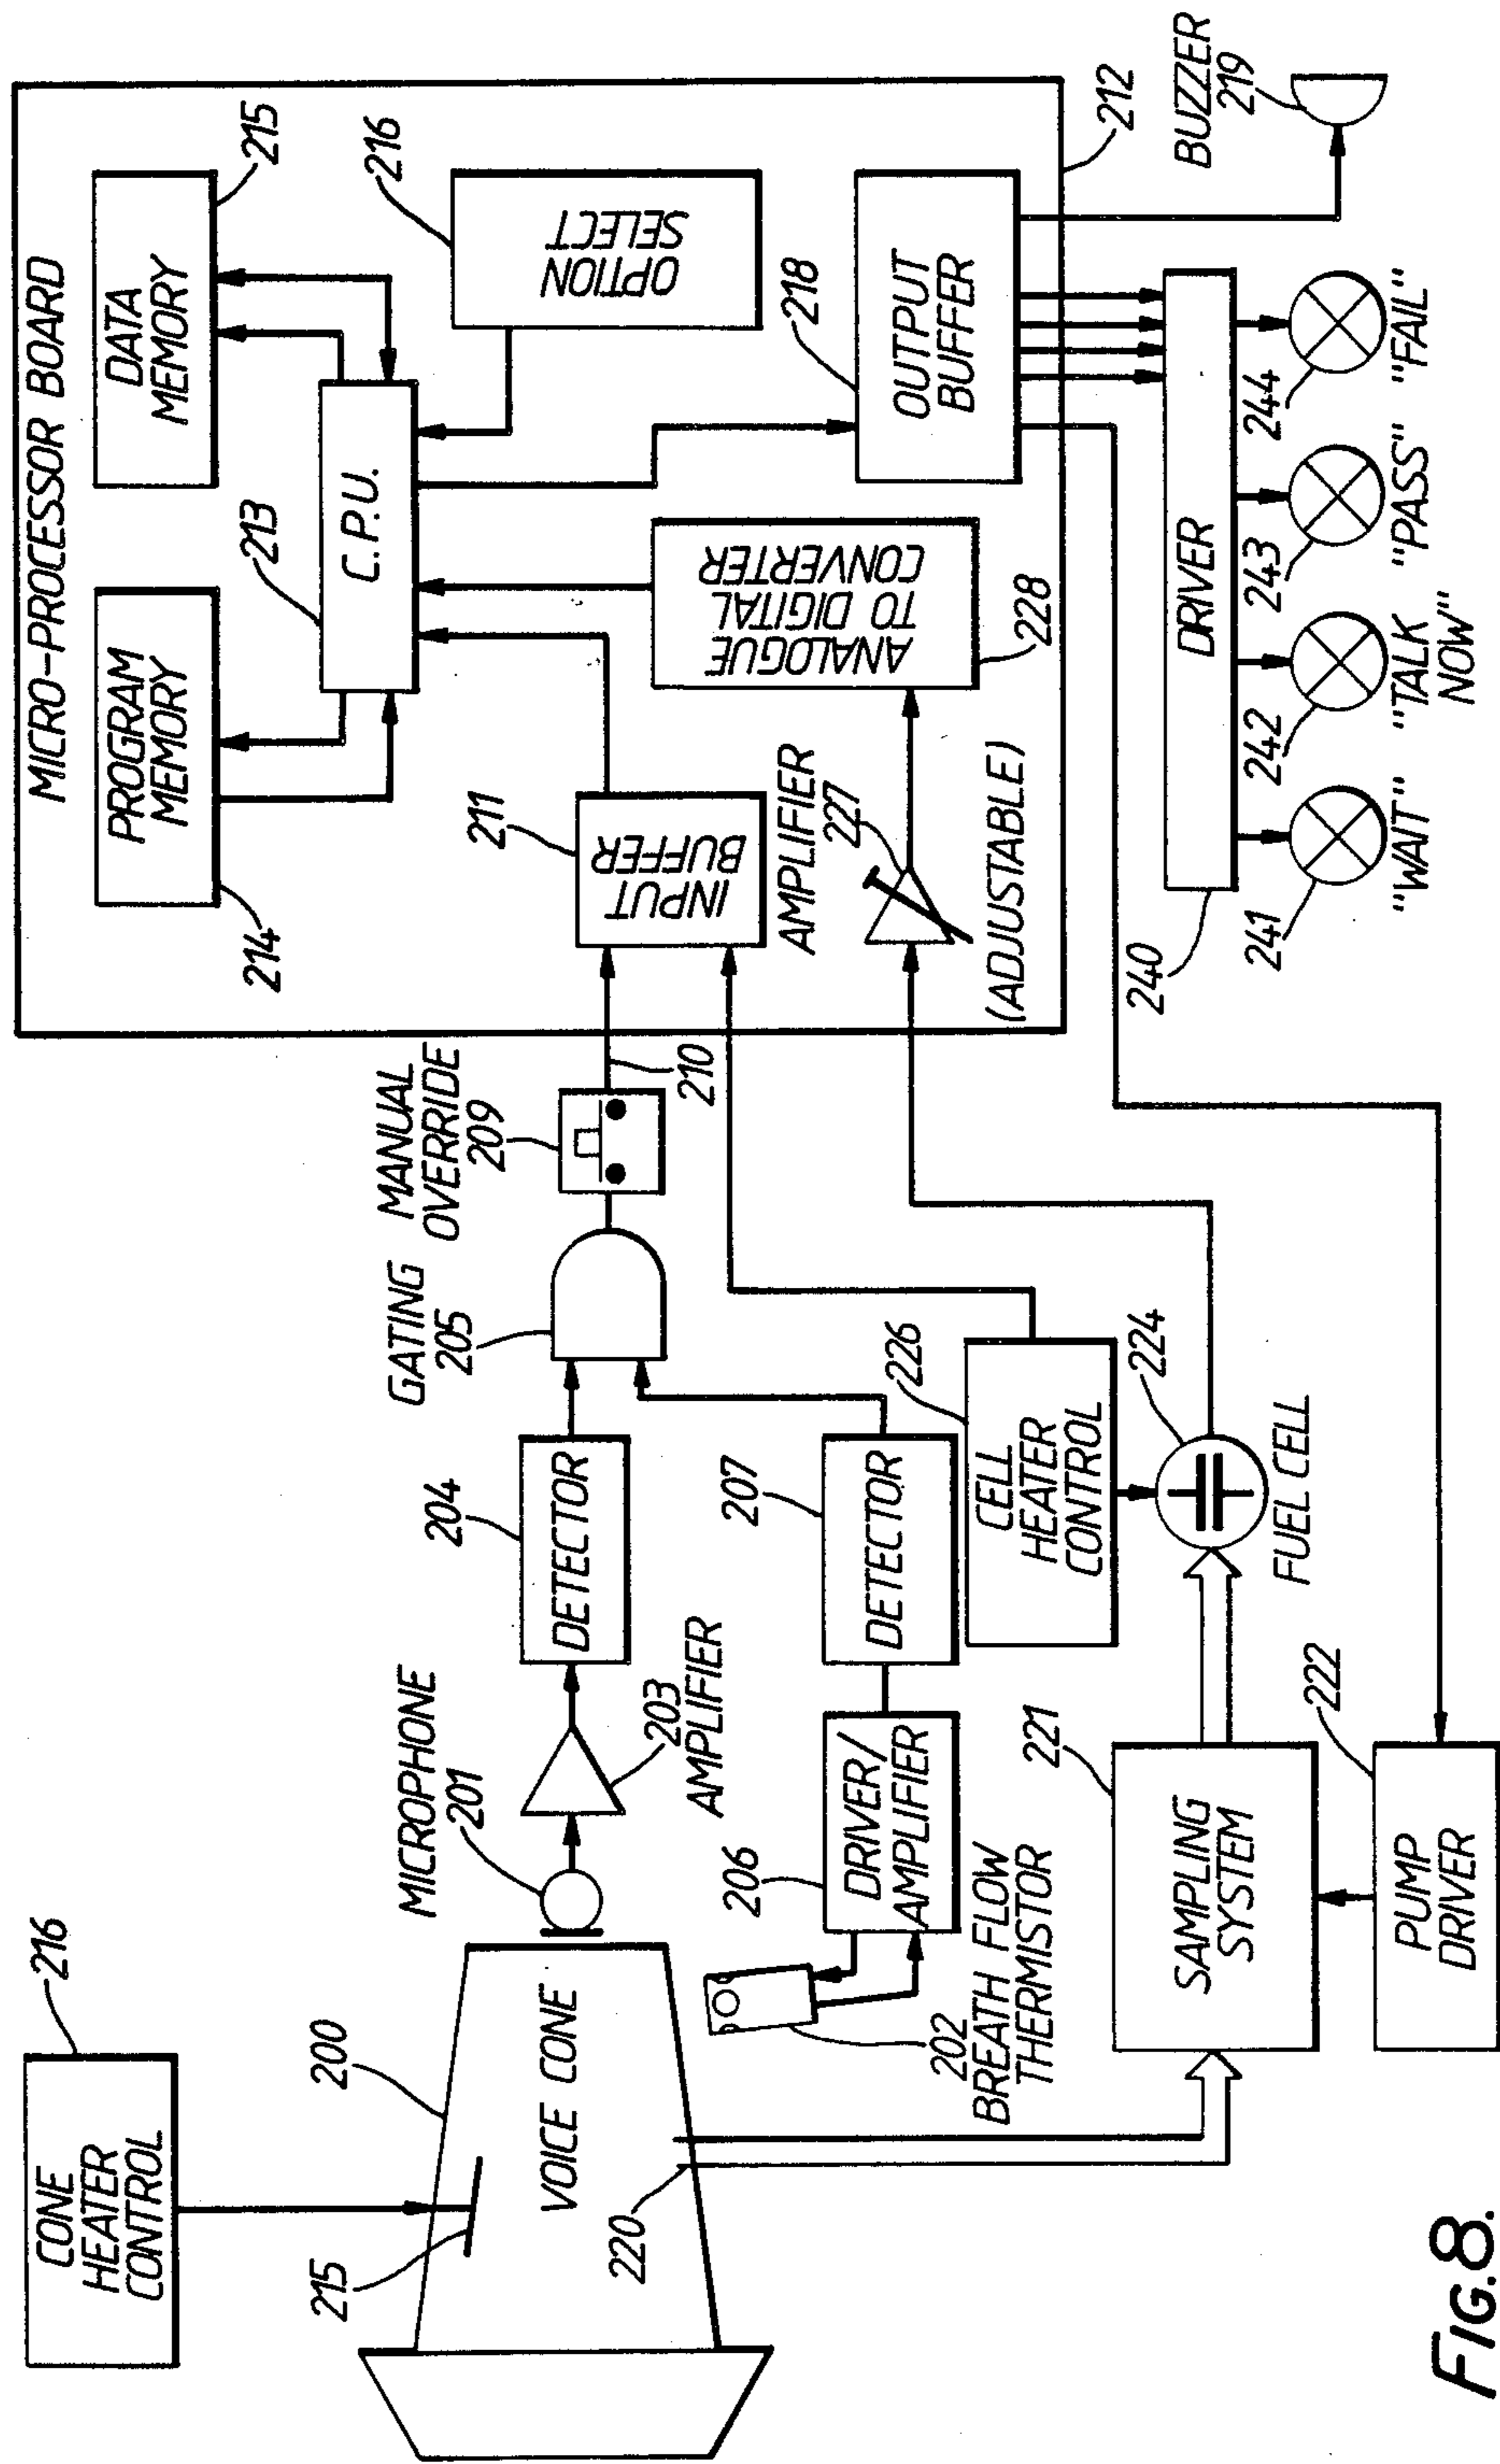 CONE
HEATER
CONTROL
216
215
200
VOICE CONE
220
MICROPHONE
201
203
AMPLIFIER
204
DETECTOR
GATING
205
MANUAL
OVERRIDE
209
210
202
BREATH FLOW
THERMISTOR
206
DRIVER/
AMPLIFIER
207
DETECTOR
226
CELL
HEATER
CONTROL
221
SAMPLING
SYSTEM
222
PUMP
DRIVER
224
FUEL CELL
MICRO-PROCESSOR BOARD
PROGRAM
MEMORY
214
DATA
MEMORY
215
213
C.P.U.
216
OPTION
SELECT
211
INPUT
BUFFER
AMPLIFIER
227
(ADJUSTABLE)
ANALOGUE
TO DIGITAL
CONVERTER
228
218
OUTPUT
BUFFER
212
BUZZER
219
240
DRIVER
241
242
243
244
"WAIT"
"TALK
NOW"
"PASS"
"FAIL"
FIG.8.